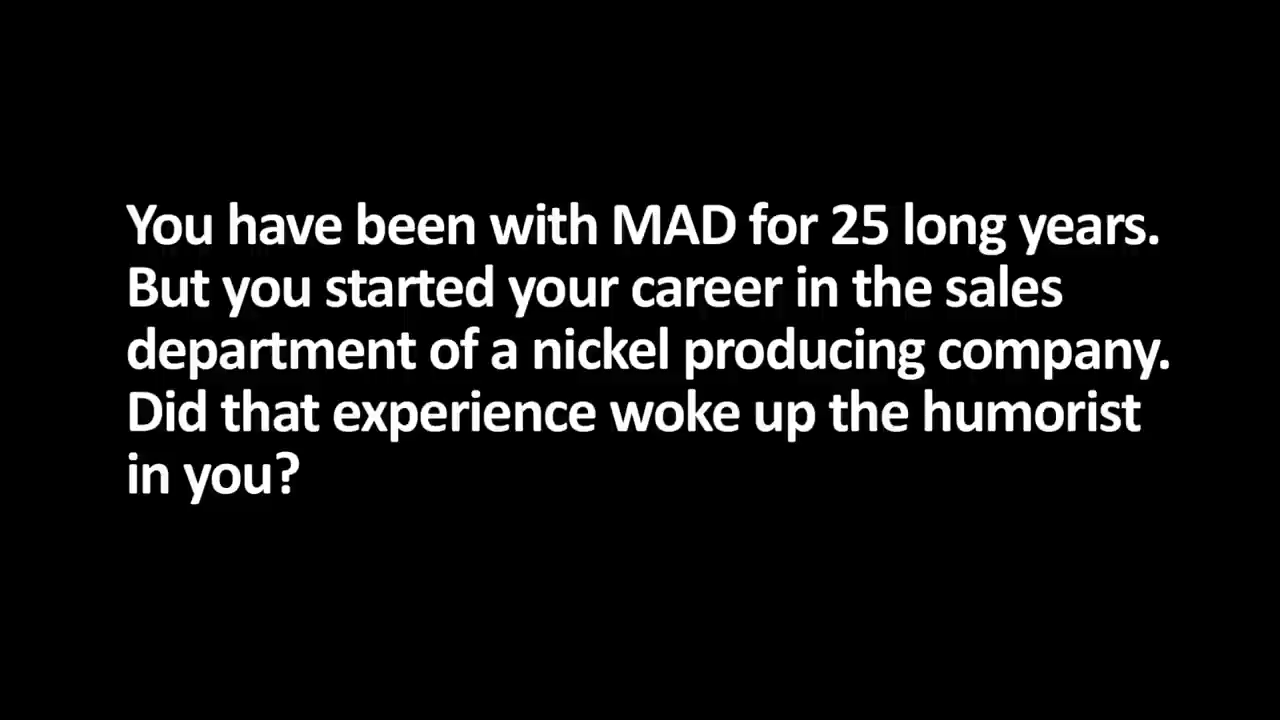 You have been with MAD for 25 long years.
But you started your career in the sales
department of a nickel producing company.
Did that experience woke up the humorist
in you?